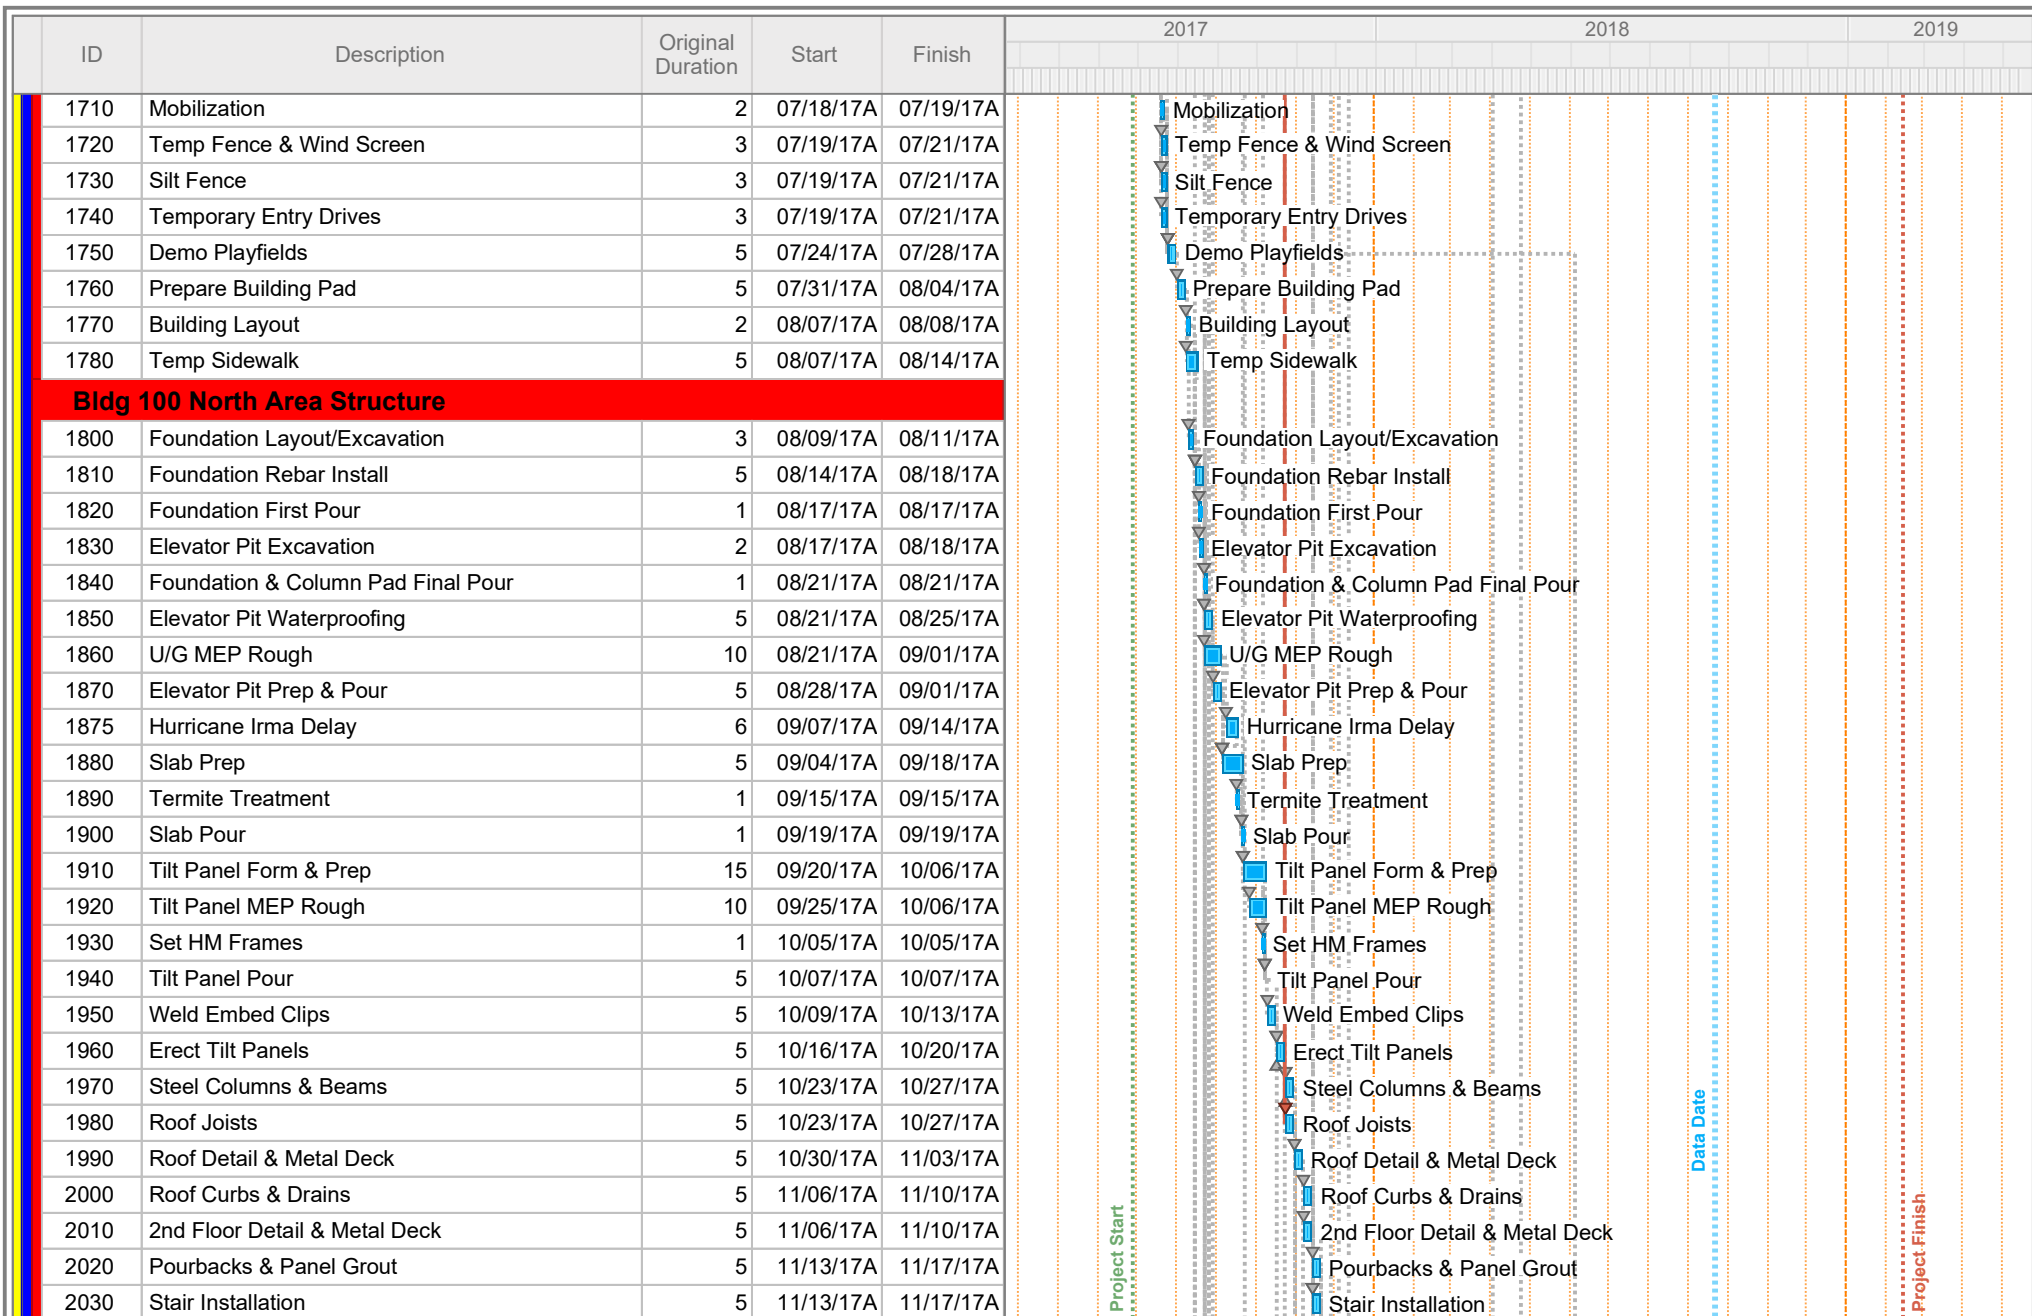 ID Description Original Duration Start Finish 2017 2018 2019
1710 Mobilization 2 07/18/17A 07/19/17A Mobilization
1720 Temp Fence & Wind Screen 3 07/19/17A 07/21/17A Temp Fence & Wind Screen
1730 Silt Fence 3 07/19/17A 07/21/17A Silt Fence
1740 Temporary Entry Drives 3 07/19/17A 07/21/17A Temporary Entry Drives
1750 Demo Playfields 5 07/24/17A 07/28/17A Demo Playfields
1760 Prepare Building Pad 5 07/31/17A 08/04/17A Prepare Building Pad
1770 Building Layout 2 08/07/17A 08/08/17A Building Layout
1780 Temp Sidewalk 5 08/07/17A 08/14/17A Temp Sidewalk
Bldg 100 North Area Structure
1800 Foundation Layout/Excavation 3 08/09/17A 08/11/17A Foundation Layout/Excavation
1810 Foundation Rebar Install 5 08/14/17A 08/18/17A Foundation Rebar Install
1820 Foundation First Pour 1 08/17/17A 08/17/17A Foundation First Pour
1830 Elevator Pit Excavation 2 08/17/17A 08/18/17A Elevator Pit Excavation
1840 Foundation & Column Pad Final Pour 1 08/21/17A 08/21/17A Foundation & Column Pad Final Pour
1850 Elevator Pit Waterproofing 5 08/21/17A 08/25/17A Elevator Pit Waterproofing
1860 U/G MEP Rough 10 08/21/17A 09/01/17A U/G MEP Rough
1870 Elevator Pit Prep & Pour 5 08/28/17A 09/01/17A Elevator Pit Prep & Pour
1875 Hurricane Irma Delay 6 09/07/17A 09/14/17A Hurricane Irma Delay
1880 Slab Prep 5 09/04/17A 09/18/17A Slab Prep
1890 Termite Treatment 1 09/15/17A 09/15/17A Termite Treatment
1900 Slab Pour 1 09/19/17A 09/19/17A Slab Pour
1910 Tilt Panel Form & Prep 15 09/20/17A 10/06/17A Tilt Panel Form & Prep
1920 Tilt Panel MEP Rough 10 09/25/17A 10/06/17A Tilt Panel MEP Rough
1930 Set HM Frames 1 10/05/17A 10/05/17A Set HM Frames
1940 Tilt Panel Pour 5 10/07/17A 10/07/17A Tilt Panel Pour
1950 Weld Embed Clips 5 10/09/17A 10/13/17A Weld Embed Clips
1960 Erect Tilt Panels 5 10/16/17A 10/20/17A Erect Tilt Panels
1970 Steel Columns & Beams 5 10/23/17A 10/27/17A Steel Columns & Beams
1980 Roof Joists 5 10/23/17A 10/27/17A Roof Joists
1990 Roof Detail & Metal Deck 5 10/30/17A 11/03/17A Roof Detail & Metal Deck
2000 Roof Curbs & Drains 5 11/06/17A 11/10/17A Roof Curbs & Drains
2010 2nd Floor Detail & Metal Deck 5 11/06/17A 11/10/17A 2nd Floor Detail & Metal Deck
2020 Pourbacks & Panel Grout 5 11/13/17A 11/17/17A Pourbacks & Panel Grout
2030 Stair Installation 5 11/13/17A 11/17/17A Stair Installation
Project Start
Data Date
Project Finish